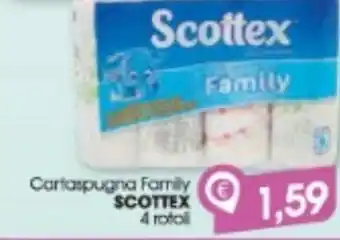 Scottex
Family
Cartaspugna Family
SCOTTEX
4 rotoli
€ 1,59